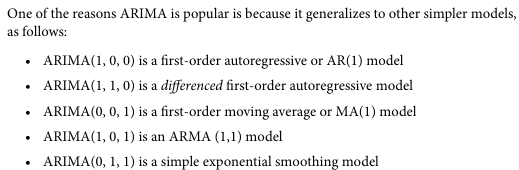 One of the reasons ARIMA is popular is because it generalizes to other simpler models,
as follows:
• ARIMA(1, 0, 0) is a first-order autoregressive or AR(1) model
• ARIMA(1, 1, 0) is a differenced first-order autoregressive model
• ARIMA(0, 0, 1) is a first-order moving average or MA(1) model
• ARIMA(1, 0, 1) is an ARMA (1,1) model
• ARIMA(0, 1, 1) is a simple exponential smoothing model